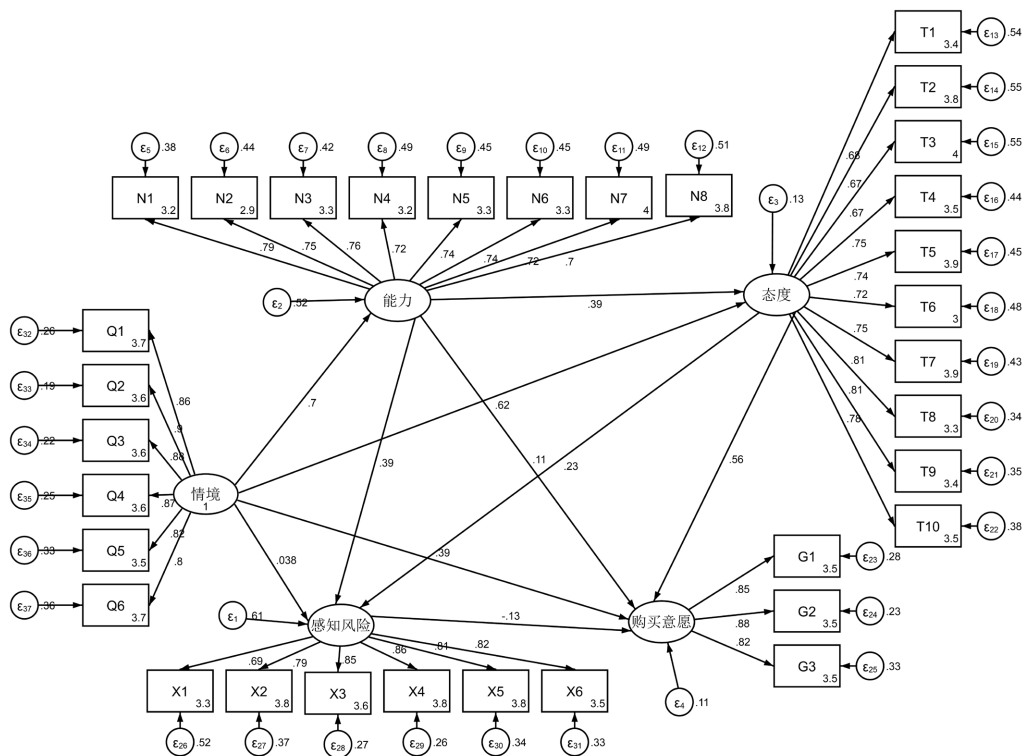 T1
3.4
ε13
.54
T2
3.8
ε14
.55
T3
4
ε15
.55
T4
3.5
ε16
.44
T5
3.9
ε17
.45
T6
3
ε18
.48
T7
3.9
ε19
.43
T8
3.3
ε20
.34
T9
3.4
ε21
.35
T10
3.5
ε22
.38
ε5
.38
ε6
.44
ε7
.42
ε8
.49
ε9
.45
ε10
.45
ε11
.49
ε12
.51
N1
3.2
N2
2.9
N3
3.3
N4
3.2
N5
3.3
N6
3.3
N7
4
N8
3.8
.79
.75
.76
.72
.74
.74
.72
.7
ε3
.13
.68
.67
.67
.75
.74
.72
.75
.81
.81
.78
ε2
.52
能力
态度
.39
ε32
.26
Q1
3.7
ε33
.19
Q2
3.6
ε34
.22
Q3
3.6
ε35
.25
Q4
3.6
ε36
.33
Q5
3.5
ε37
.36
Q6
3.7
.86
.9
.88
.87
.82
.8
情境
1
.7
.62
.39
.11
.23
.56
.038
.39
-.13
ε1
.61
感知风险
购买意愿
ε4
.11
.85
.88
.82
G1
3.5
ε23
.28
G2
3.5
ε24
.23
G3
3.5
ε25
.33
.69
.79
.85
.86
.81
.82
X1
3.3
X2
3.8
X3
3.6
X4
3.8
X5
3.8
X6
3.5
ε26
.52
ε27
.37
ε28
.27
ε29
.26
ε30
.34
ε31
.33